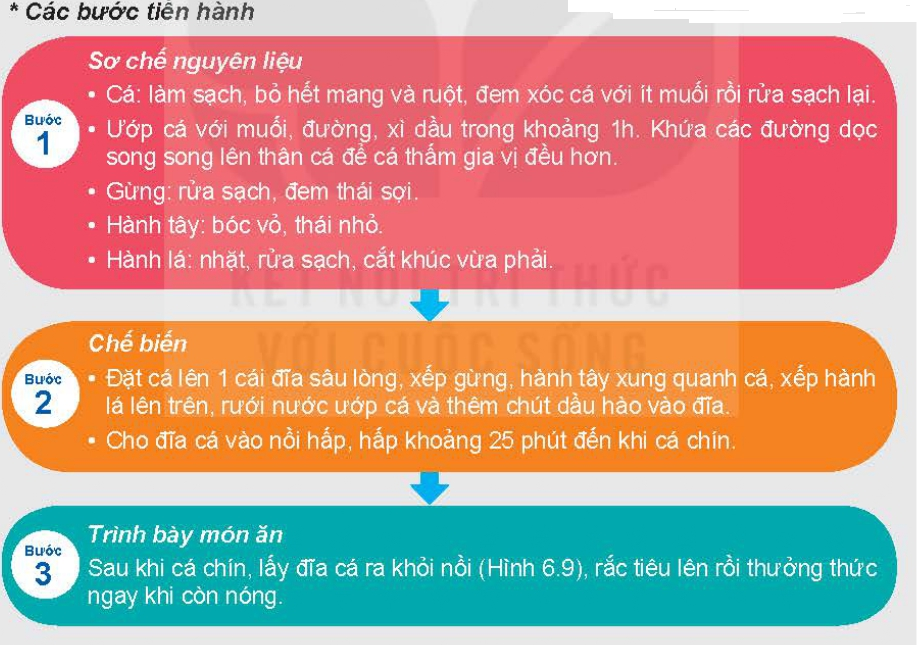 * Các bước tiến hành
Sơ chế nguyên liệu
Bước
1
• Cá: làm sạch, bỏ hết mang và ruột, đem xóc cá với ít muối rồi rửa sạch lại.
• Ướp cá với muối, đường, xì dầu trong khoảng 1h. Khứa các đường dọc
song song lên thân cá để cá thấm gia vị đều hơn.
• Gừng: rửa sạch, đem thái sợi.
• Hành tây: bóc vỏ, thái nhỏ.
• Hành lá: nhặt, rửa sạch, cắt khúc vừa phải.
KẾT NỐI TRI THỨC
VỚI CUỘC SỐNG
Chế biến
Bước
2
• Đặt cá lên 1 cái đĩa sâu lòng, xếp gừng, hành tây xung quanh cá, xếp hành
lá lên trên, rưới nước ướp cá và thêm chút dầu hào vào đĩa.
• Cho đĩa cá vào nồi hấp, hấp khoảng 25 phút đến khi cá chín.
Trình bày món ăn
Bước
3
Sau khi cá chín, lấy đĩa cá ra khỏi nồi (Hình 6.9), rắc tiêu lên rồi thưởng thức
ngay khi còn nóng.